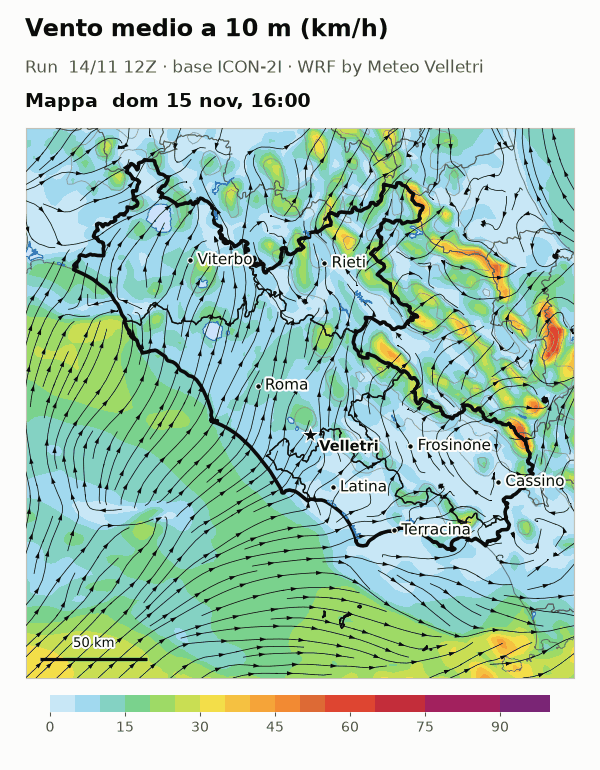 Vento medio a 10 m (km/h)
Run  14/11 12Z · base ICON-2I · WRF by Meteo Velletri
Mappa  dom 15 nov, 16:00
Viterbo
Rieti
Roma
Velletri
Frosinone
Cassino
Latina
Terracina
50 km
0 15 30 45 60 75 90